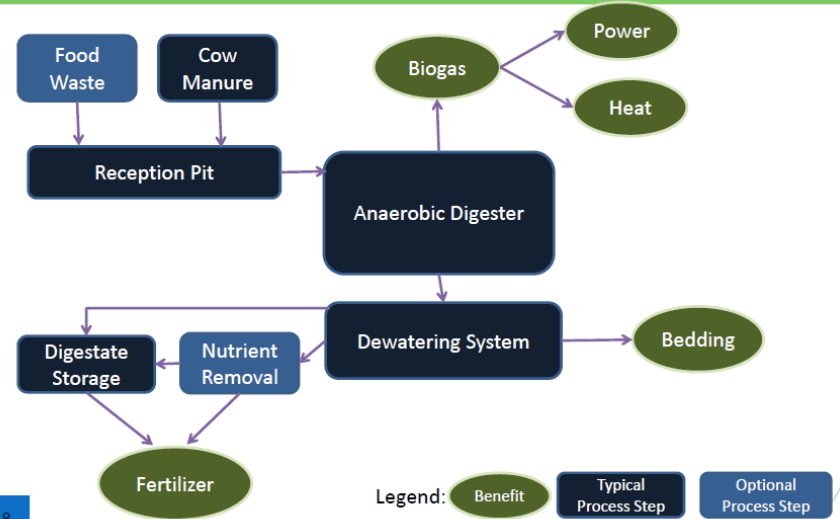 Food
Waste
Cow
Manure
Biogas
Power
Heat
Reception Pit
Anaerobic Digester
Digestate
Storage
Nutrient
Removal
Dewatering System
Bedding
Fertilizer
Legend:
Benefit
Typical
Process Step
Optional
Process Step